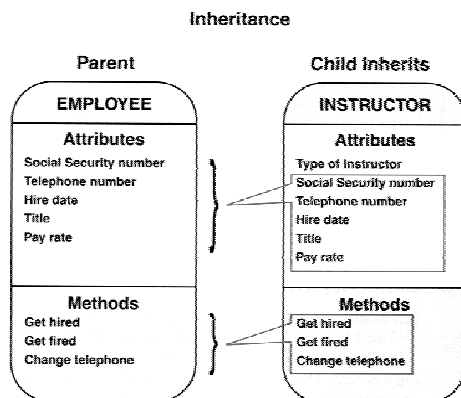 Inheritance
Parent
EMPLOYEE
Attributes
Social Security number
Telephone number
Hire date
Title
Pay rate
Methods
Get hired
Get fired
Change telephone
Child Inherits
INSTRUCTOR
Attributes
Type of Instructor
Social Security number
Telephone number
Hire date
Title
Pay rate
Methods
Get hired
Get fired
Change telephone